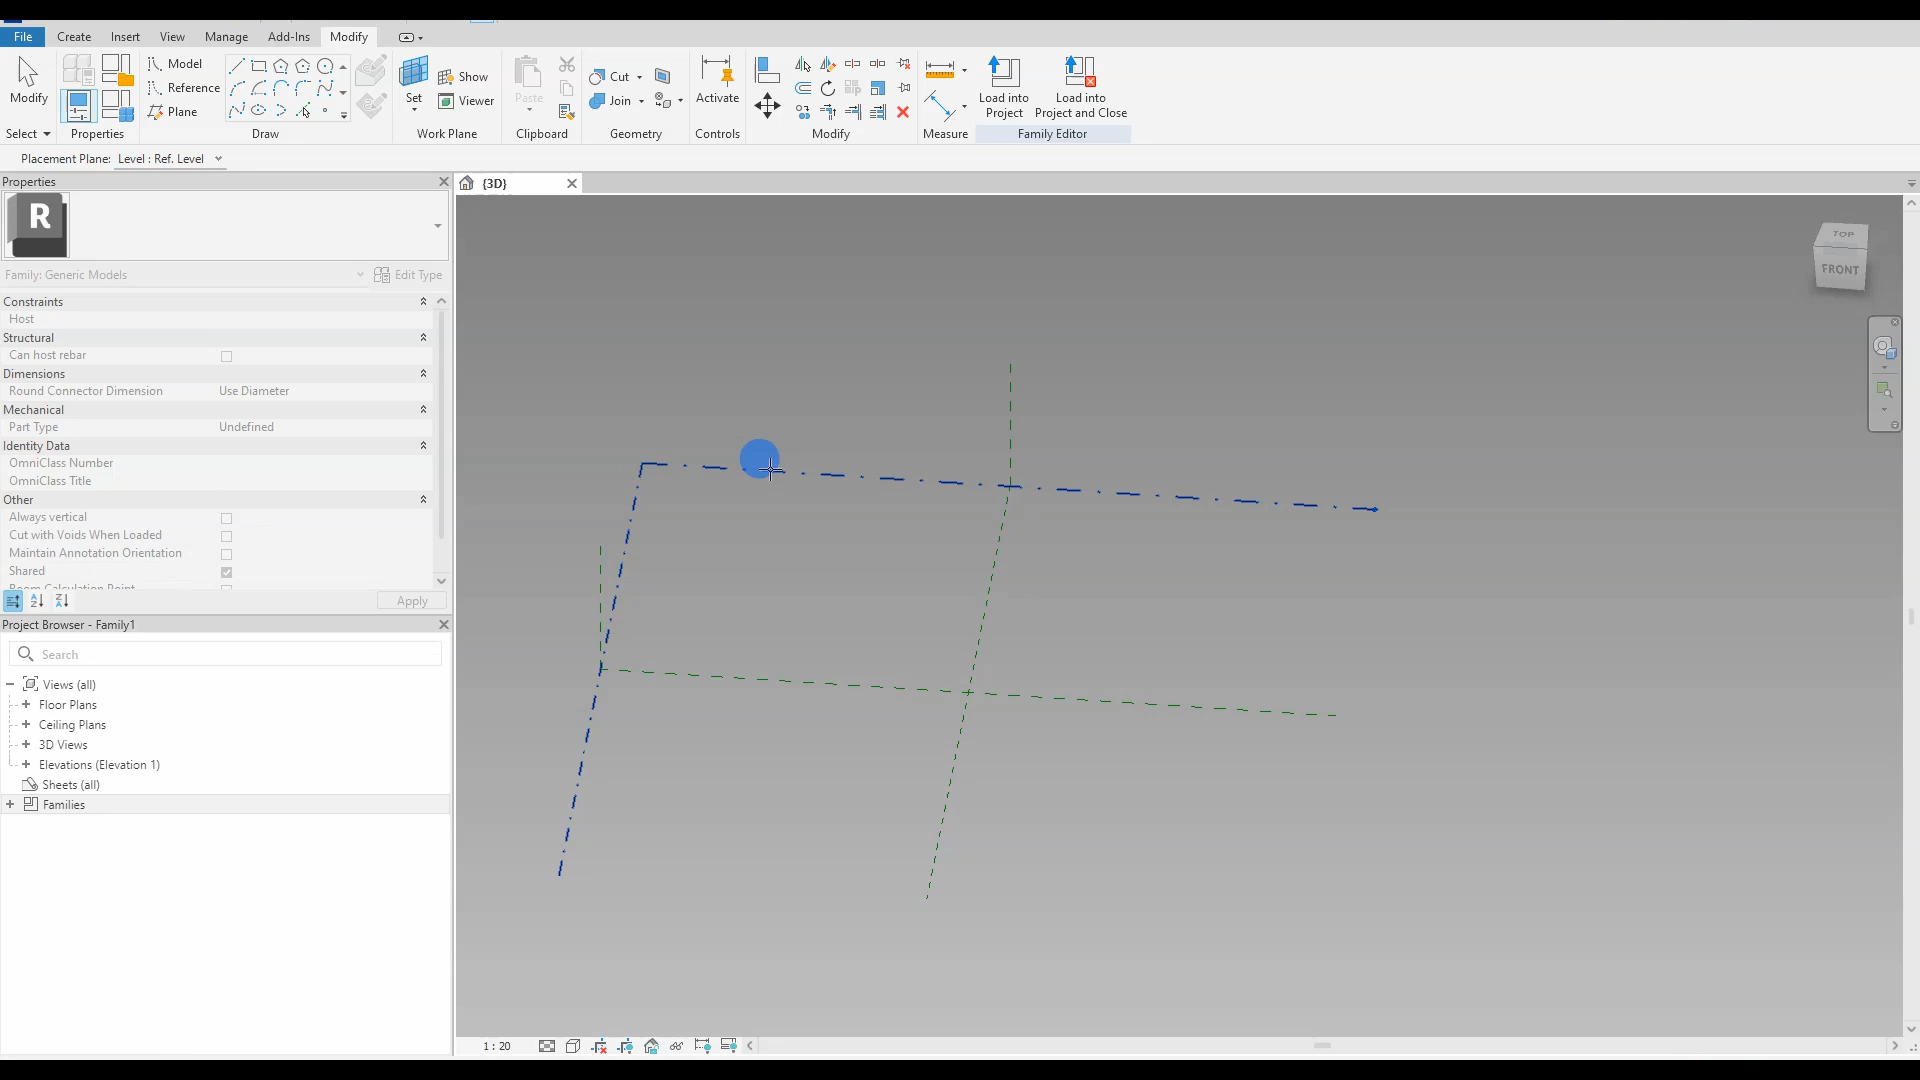 File Create Insert View Manage Add-Ins Modify
Modify
Select
Properties
Model
Reference
Plane
Draw
Set
Show
Viewer
Work Plane
Paste
Clipboard
Cut
Join
Geometry
Activate
Controls
Modify
Measure
Load into
Project
Load into
Project and Close
Family Editor
Placement Plane: Level : Ref. Level
Properties
{3D}
R
Family: Generic Models
Edit Type
Constraints
Host
Structural
Can host rebar
Dimensions
Round Connector Dimension Use Diameter
Mechanical
Part Type Undefined
Identity Data
OmniClass Number
OmniClass Title
Other
Always vertical
Cut with Voids When Loaded
Maintain Annotation Orientation
Shared
Room Calculation Point
Apply
Project Browser - Family1
Search
Views (all)
Floor Plans
Ceiling Plans
3D Views
Elevations (Elevation 1)
Sheets (all)
Families
TOP
FRONT
1 : 20